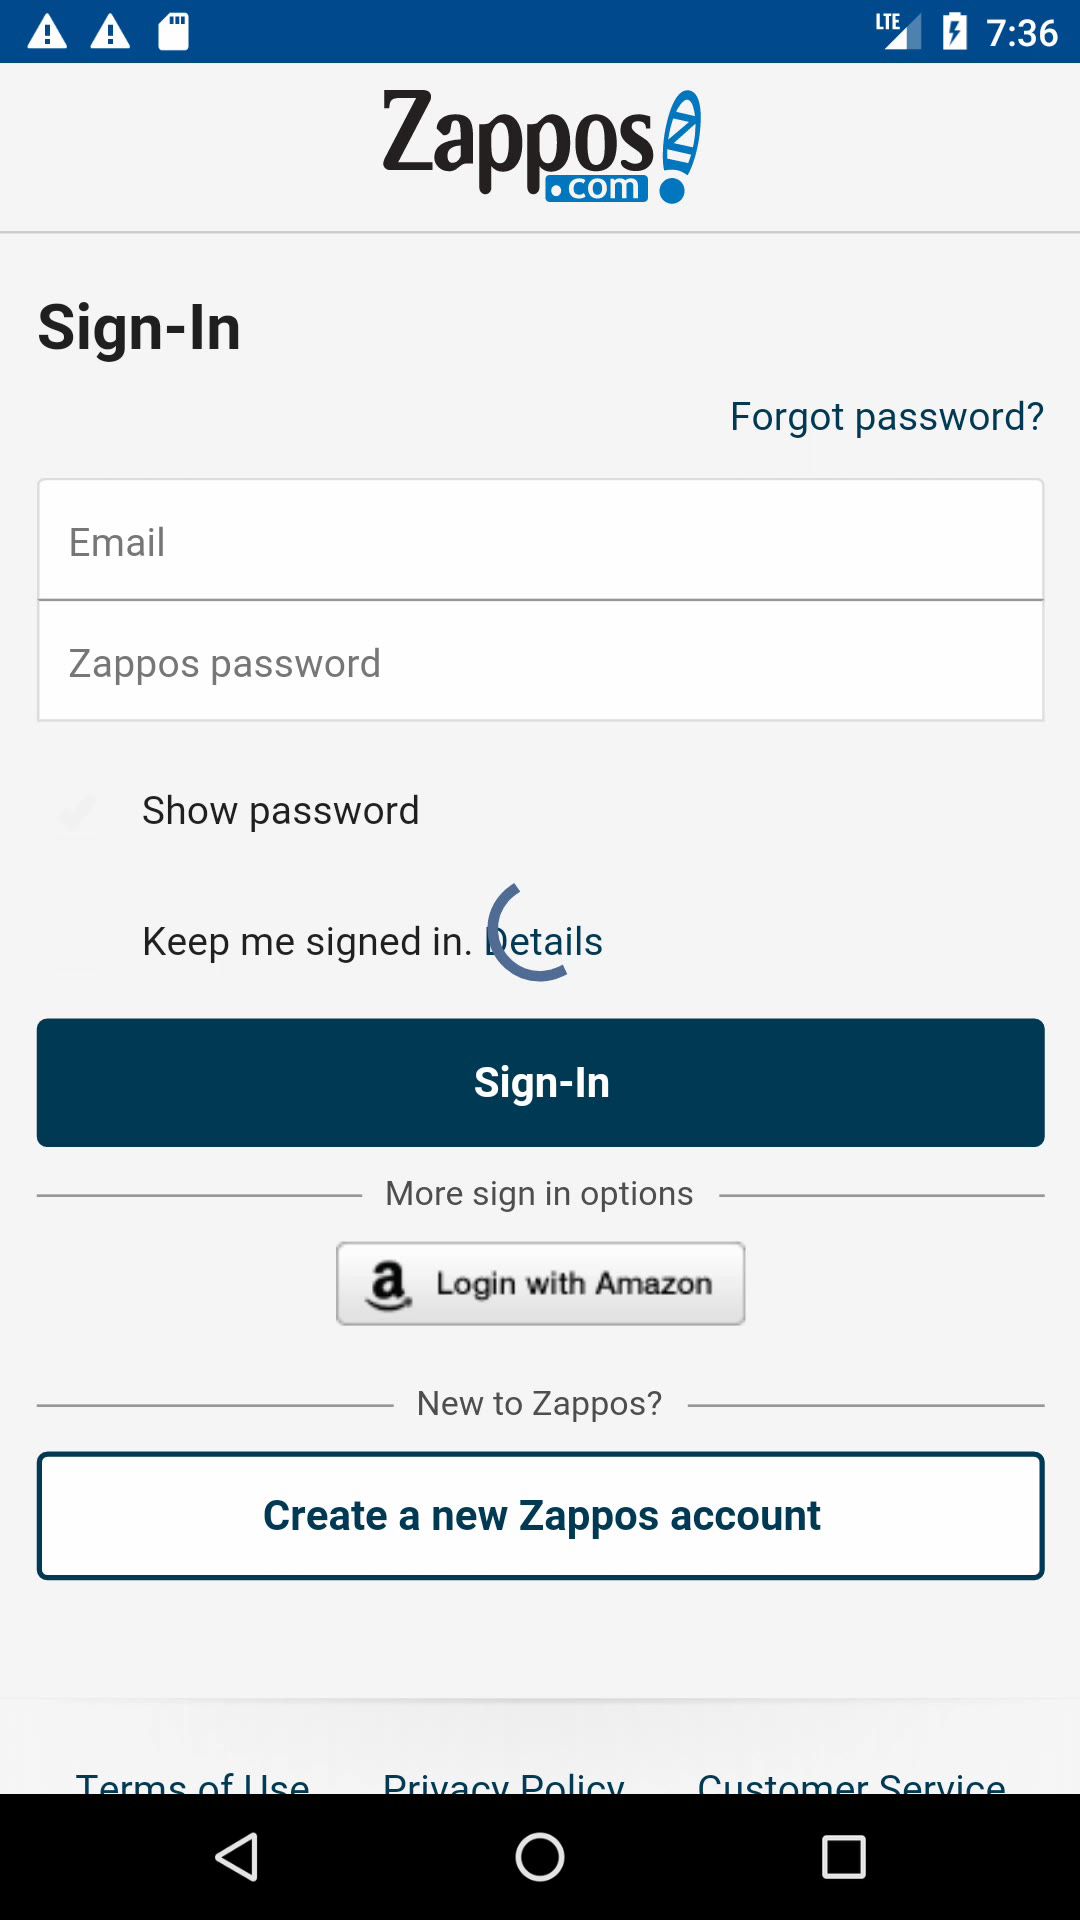 LTE 7:36
Zappos
.com
Sign-In
Forgot password?
Email
Zappos password
Show password
Keep me signed in. Details
Sign-In
More sign in options
a Login with Amazon
New to Zappos?
Create a new Zappos account
Terms of Use Privacy Policy Customer Service